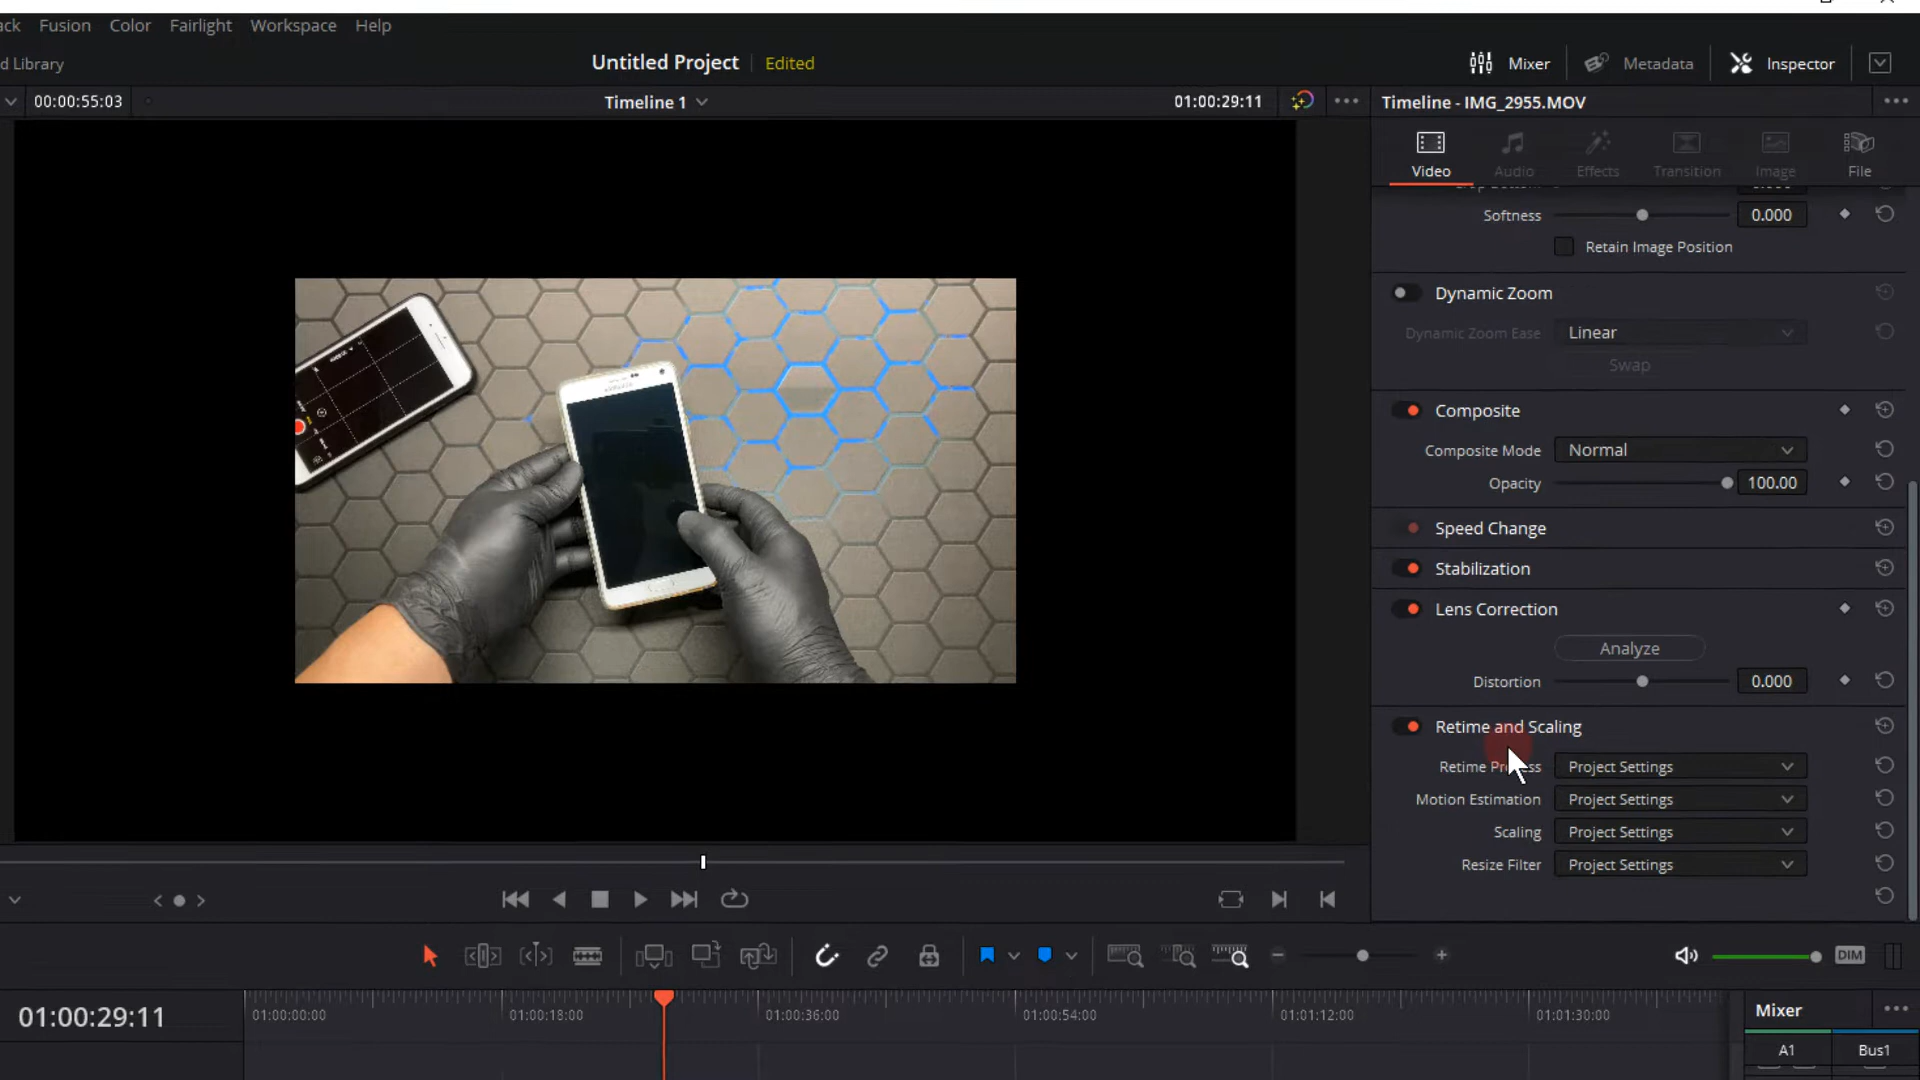 ack Fusion Color Fairlight Workspace Help
d Library
Untitled Project Edited
Mixer Metadata Inspector
00:00:55:03 Timeline 1 01:00:29:11
Timeline - IMG_2955.MOV
Video Audio Effects Transition Image File
Softness 0.000
Retain Image Position
Dynamic Zoom
Dynamic Zoom Ease Linear
Swap
Composite
Composite Mode Normal
Opacity 100.00
Speed Change
Stabilization
Lens Correction
Analyze
Distortion 0.000
Retime and Scaling
Retime Process Project Settings
Motion Estimation Project Settings
Scaling Project Settings
Resize Filter Project Settings
DIM
01:00:29:11
01:00:00:00 01:00:18:00 01:00:36:00 01:00:54:00 01:01:12:00 01:01:30:00
Mixer
A1 Bus1